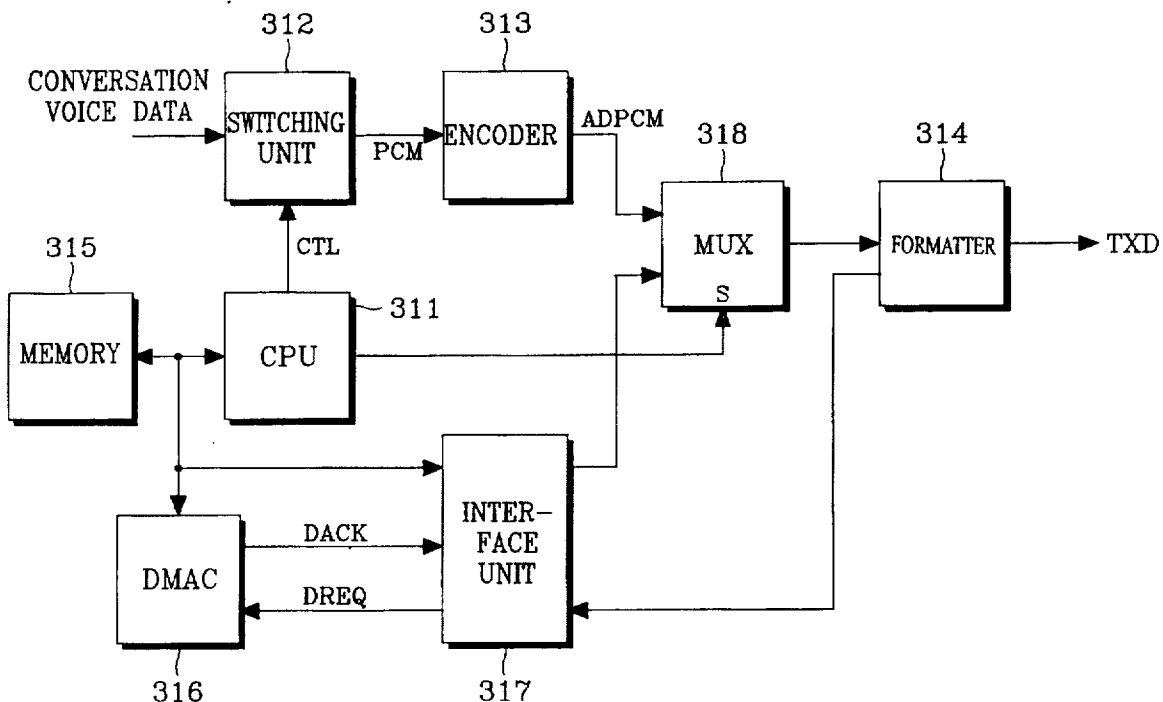 312
313
CONVERSATION
VOICE DATA
SWITCHING
UNIT
PCM
ENCODER
ADPCM
318
314
MUX
S
FORMATTER
TXD
CTL
315
311
MEMORY
CPU
INTER-
FACE
UNIT
DACK
DMAC
DREQ
316
317